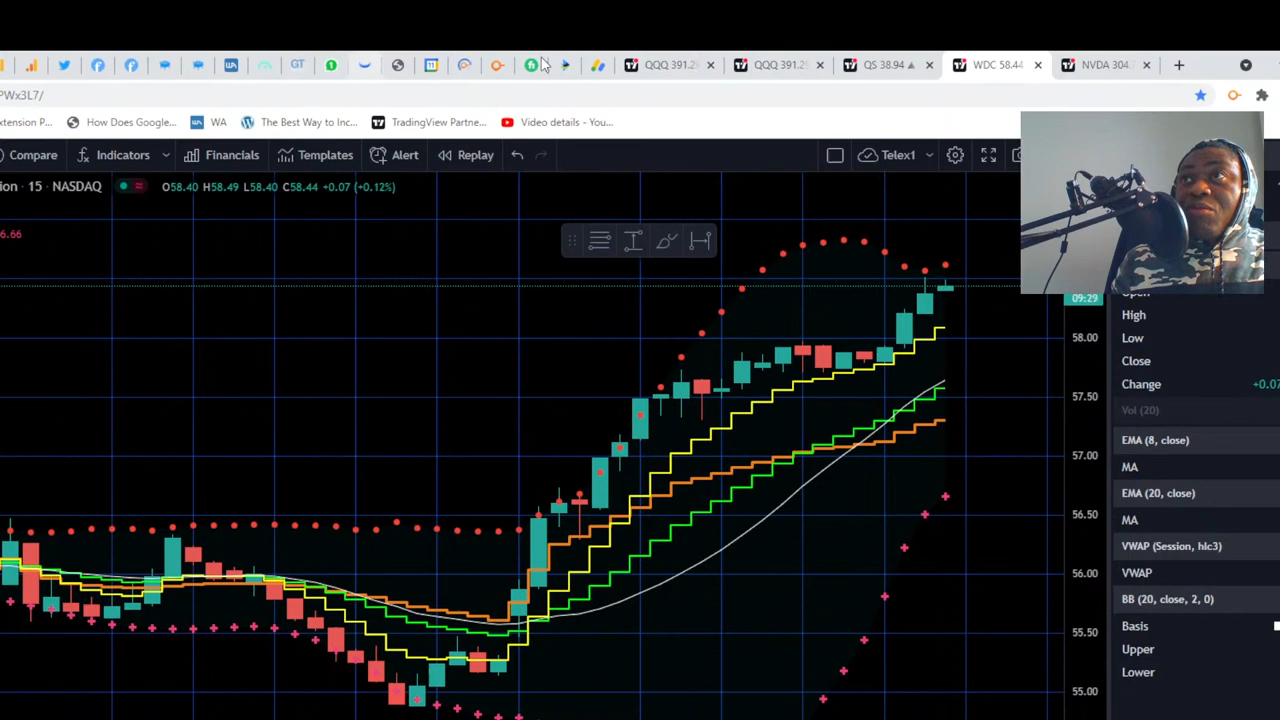 QQQ 391.2
QQQ 391.2
QS 38.94 ▲
WDC 58.44
NVDA 304.
PWx3L7/
xtension P...
How Does Google...
WA
The Best Way to Inc...
TradingView Partne...
Video details - You...
Compare
Indicators
Financials
Templates
Alert
Replay
Telex1
ion · 15 · NASDAQ
O58.40 H58.49 L58.40 C58.44 +0.07 (+0.12%)
6.66
09:29
58.00
57.50
57.00
56.50
56.00
55.50
55.00
High
Low
Close
Change +0.07
Vol (20)
EMA (8, close)
MA
EMA (20, close)
MA
VWAP (Session, hlc3)
VWAP
BB (20, close, 2, 0)
Basis
Upper
Lower